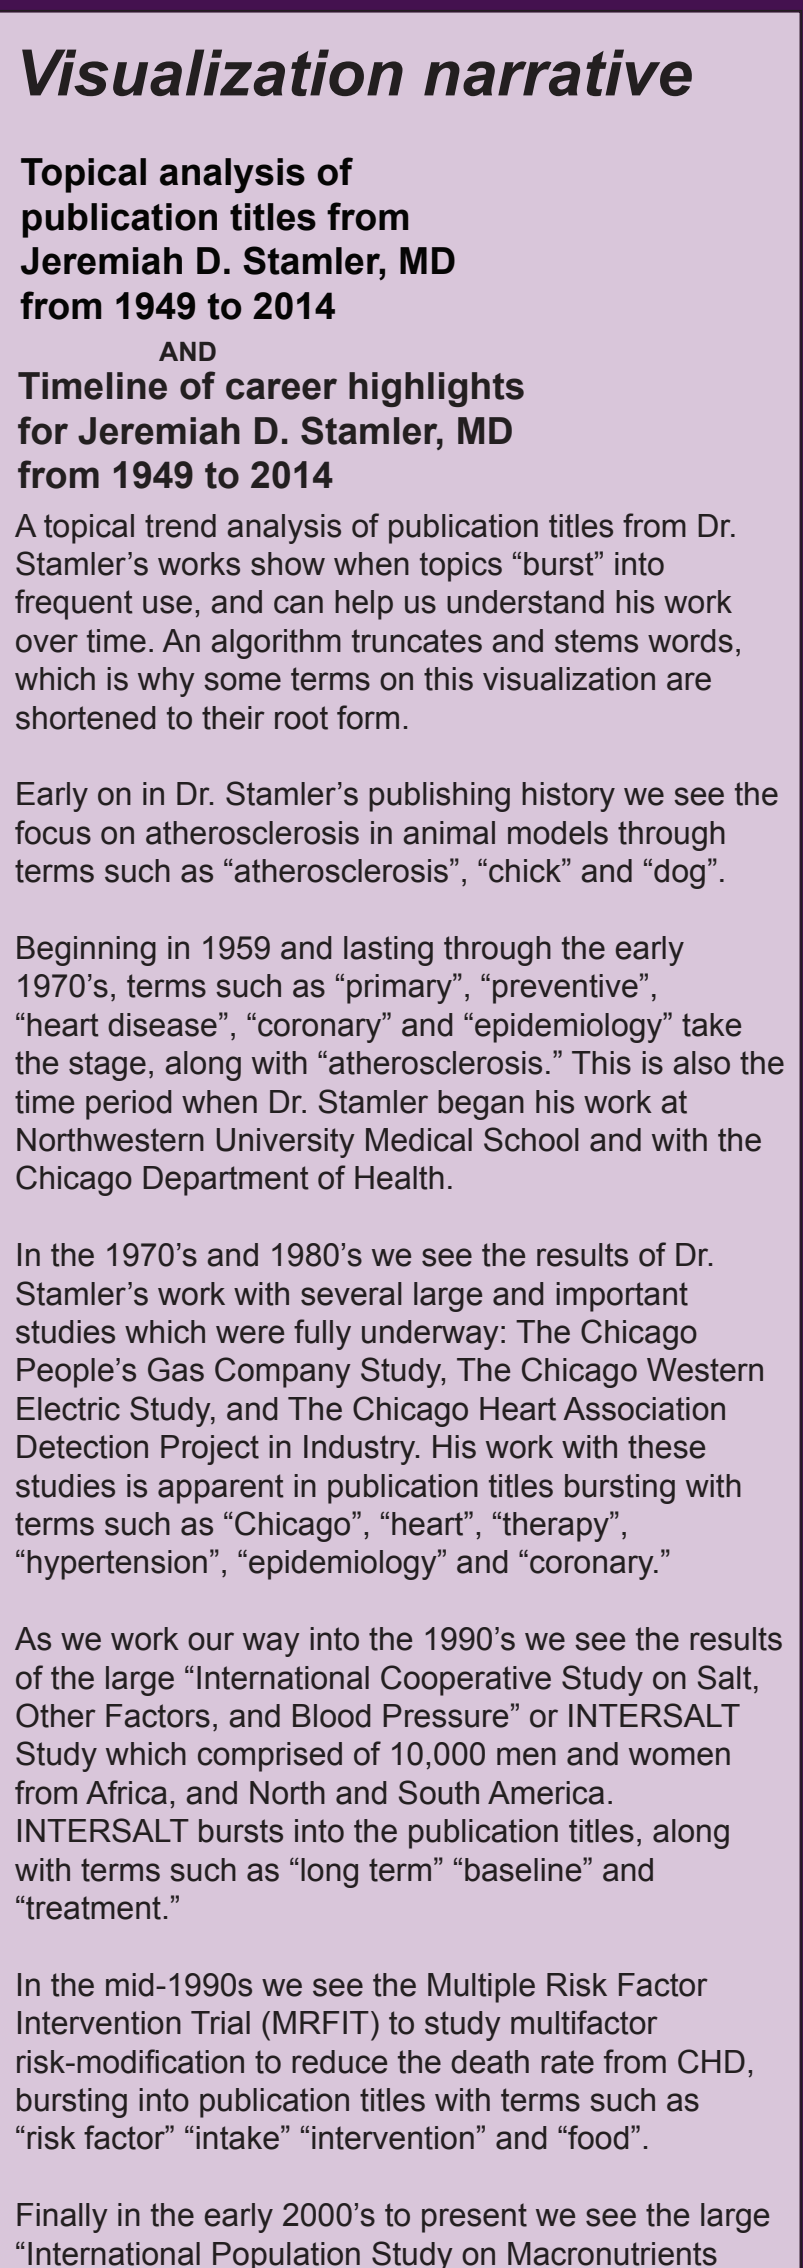 Visualization narrative
Topical analysis of
publication titles from
Jeremiah D. Stamler, MD
from 1949 to 2014
AND
Timeline of career highlights
for Jeremiah D. Stamler, MD
from 1949 to 2014
A topical trend analysis of publication titles from Dr.
Stamler’s works show when topics “burst” into
frequent use, and can help us understand his work
over time. An algorithm truncates and stems words,
which is why some terms on this visualization are
shortened to their root form.
Early on in Dr. Stamler’s publishing history we see the
focus on atherosclerosis in animal models through
terms such as “atherosclerosis”, “chick” and “dog”.
Beginning in 1959 and lasting through the early
1970’s, terms such as “primary”, “preventive”,
“heart disease”, “coronary” and “epidemiology” take
the stage, along with “atherosclerosis.” This is also the
time period when Dr. Stamler began his work at
Northwestern University Medical School and with the
Chicago Department of Health.
In the 1970’s and 1980’s we see the results of Dr.
Stamler’s work with several large and important
studies which were fully underway: The Chicago
People’s Gas Company Study, The Chicago Western
Electric Study, and The Chicago Heart Association
Detection Project in Industry. His work with these
studies is apparent in publication titles bursting with
terms such as “Chicago”, “heart”, “therapy”,
“hypertension”, “epidemiology” and “coronary.”
As we work our way into the 1990’s we see the results
of the large “International Cooperative Study on Salt,
Other Factors, and Blood Pressure” or INTERSALT
Study which comprised of 10,000 men and women
from Africa, and North and South America.
INTERSALT bursts into the publication titles, along
with terms such as “long term” “baseline” and
“treatment.”
In the mid-1990s we see the Multiple Risk Factor
Intervention Trial (MRFIT) to study multifactor
risk-modification to reduce the death rate from CHD,
bursting into publication titles with terms such as
“risk factor” “intake” “intervention” and “food”.
Finally in the early 2000’s to present we see the large
“International Population Study on Macronutrients